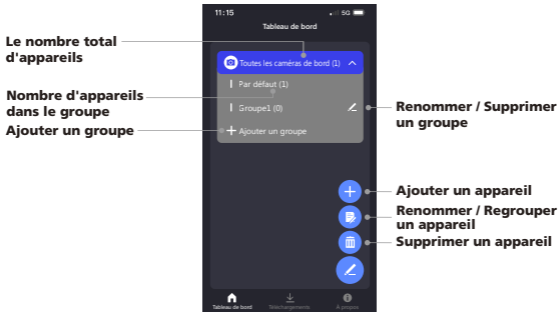 11:15
5G
Tableau de bord
Le nombre total
d'appareils
Toutes les caméras de bord (1)
Par défaut (1)
Nombre d'appareils
dans le groupe
Groupe1 (0)
Renommer / Supprimer
un groupe
Ajouter un groupe
Ajouter un groupe
Ajouter un appareil
Renommer / Regrouper
un appareil
Supprimer un appareil
Tableau de bord
Téléchargements
À propos